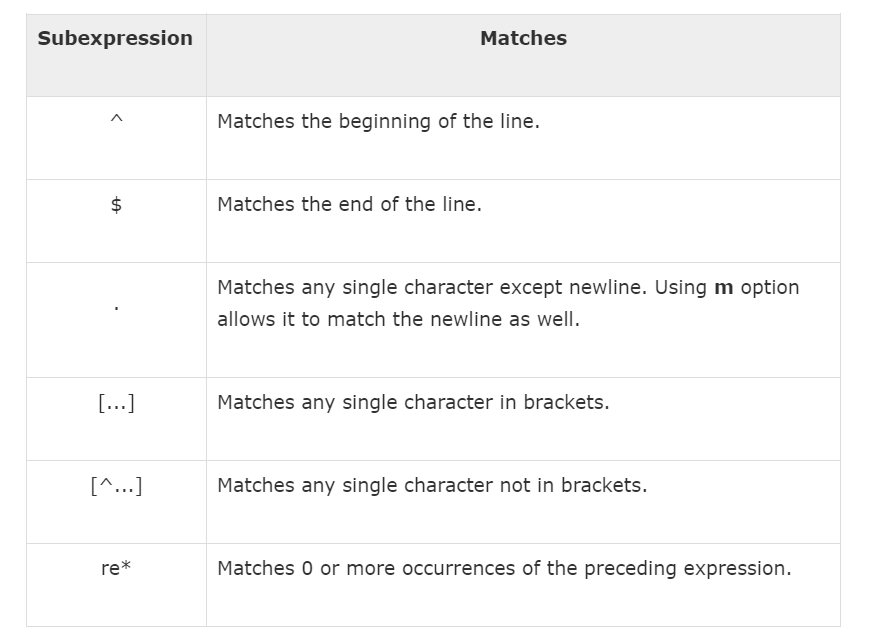 Subexpression Matches
^ Matches the beginning of the line.
$ Matches the end of the line.
. Matches any single character except newline. Using m option
allows it to match the newline as well.
[...] Matches any single character in brackets.
[^...] Matches any single character not in brackets.
re* Matches 0 or more occurrences of the preceding expression.